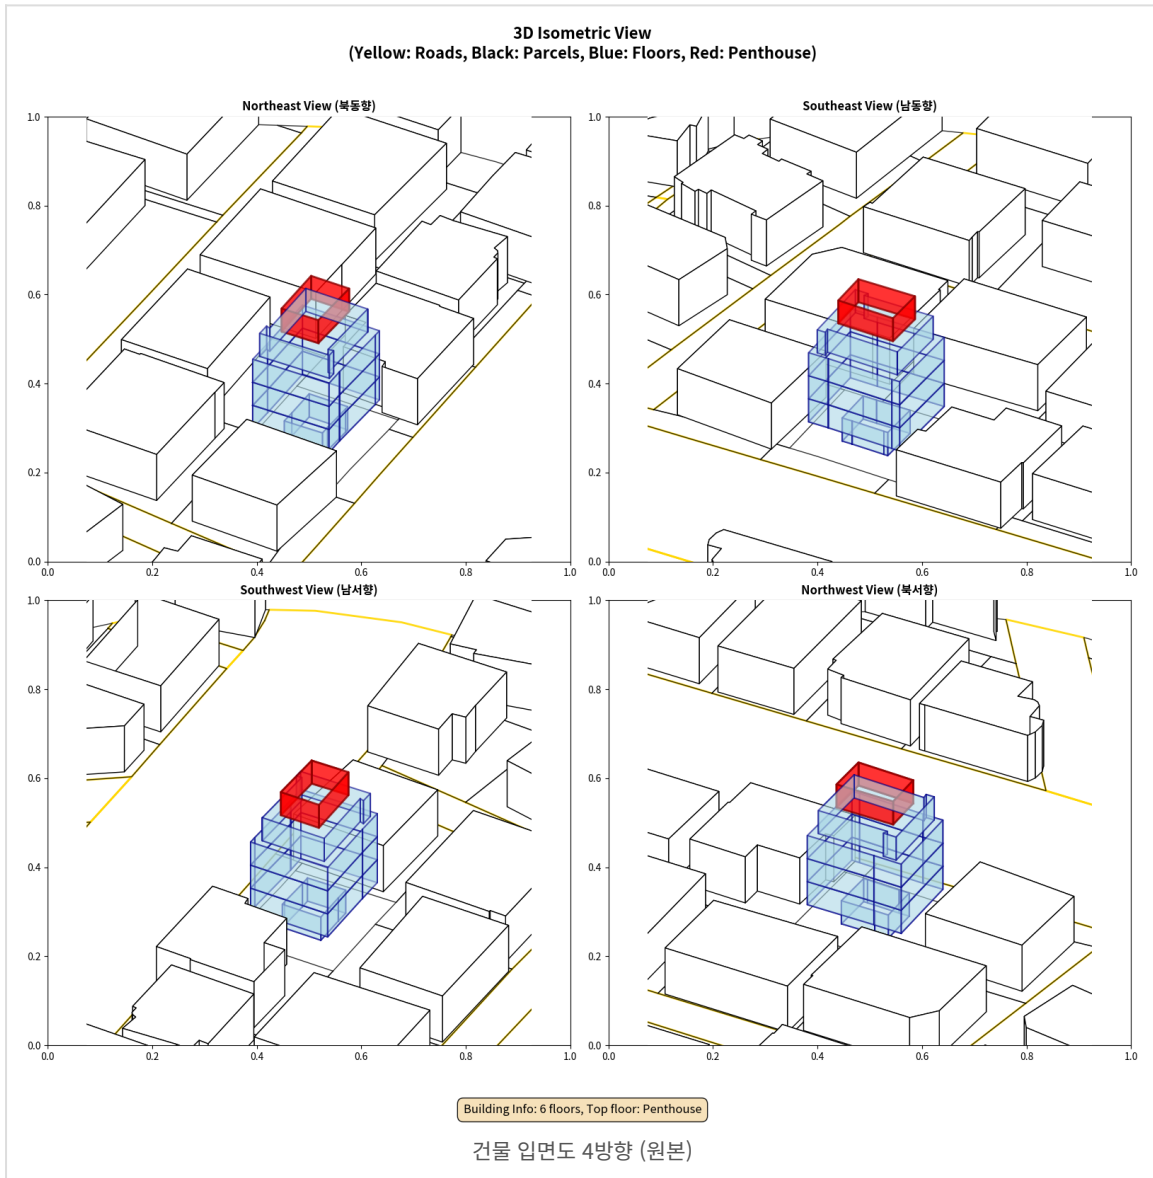 3D Isometric View
(Yellow: Roads, Black: Parcels, Blue: Floors, Red: Penthouse)
Northeast View (북동향)
1.0
0.8
0.6
0.4
0.2
0.0
0.0 0.2 0.4 0.6 0.8 1.0
Southeast View (남동향)
1.0
0.8
0.6
0.4
0.2
0.0
0.0 0.2 0.4 0.6 0.8 1.0
Southwest View (남서향)
1.0
0.8
0.6
0.4
0.2
0.0
0.0 0.2 0.4 0.6 0.8 1.0
Northwest View (북서향)
1.0
0.8
0.6
0.4
0.2
0.0
0.0 0.2 0.4 0.6 0.8 1.0
Building Info: 6 floors, Top floor: Penthouse
건물 입면도 4방향 (원본)